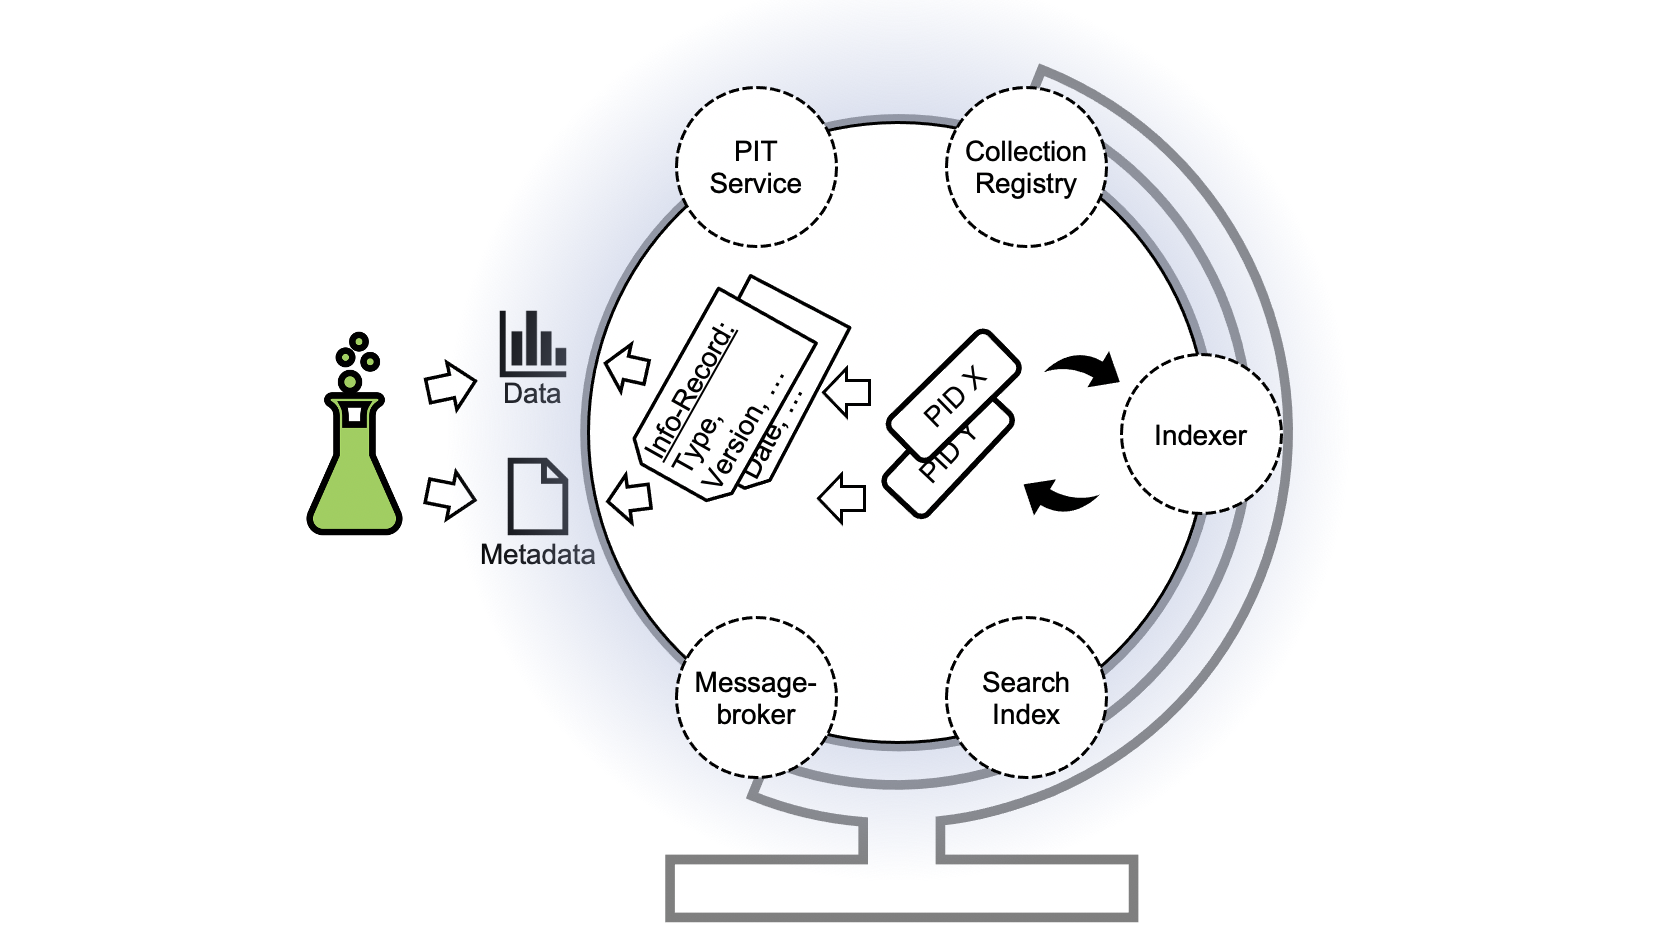 PIT
Service
Collection
Registry
Data
Metadata
Info-Record:
Type,
Version, ...
Date, ...
PID X
PID Y
Indexer
Message-
broker
Search
Index